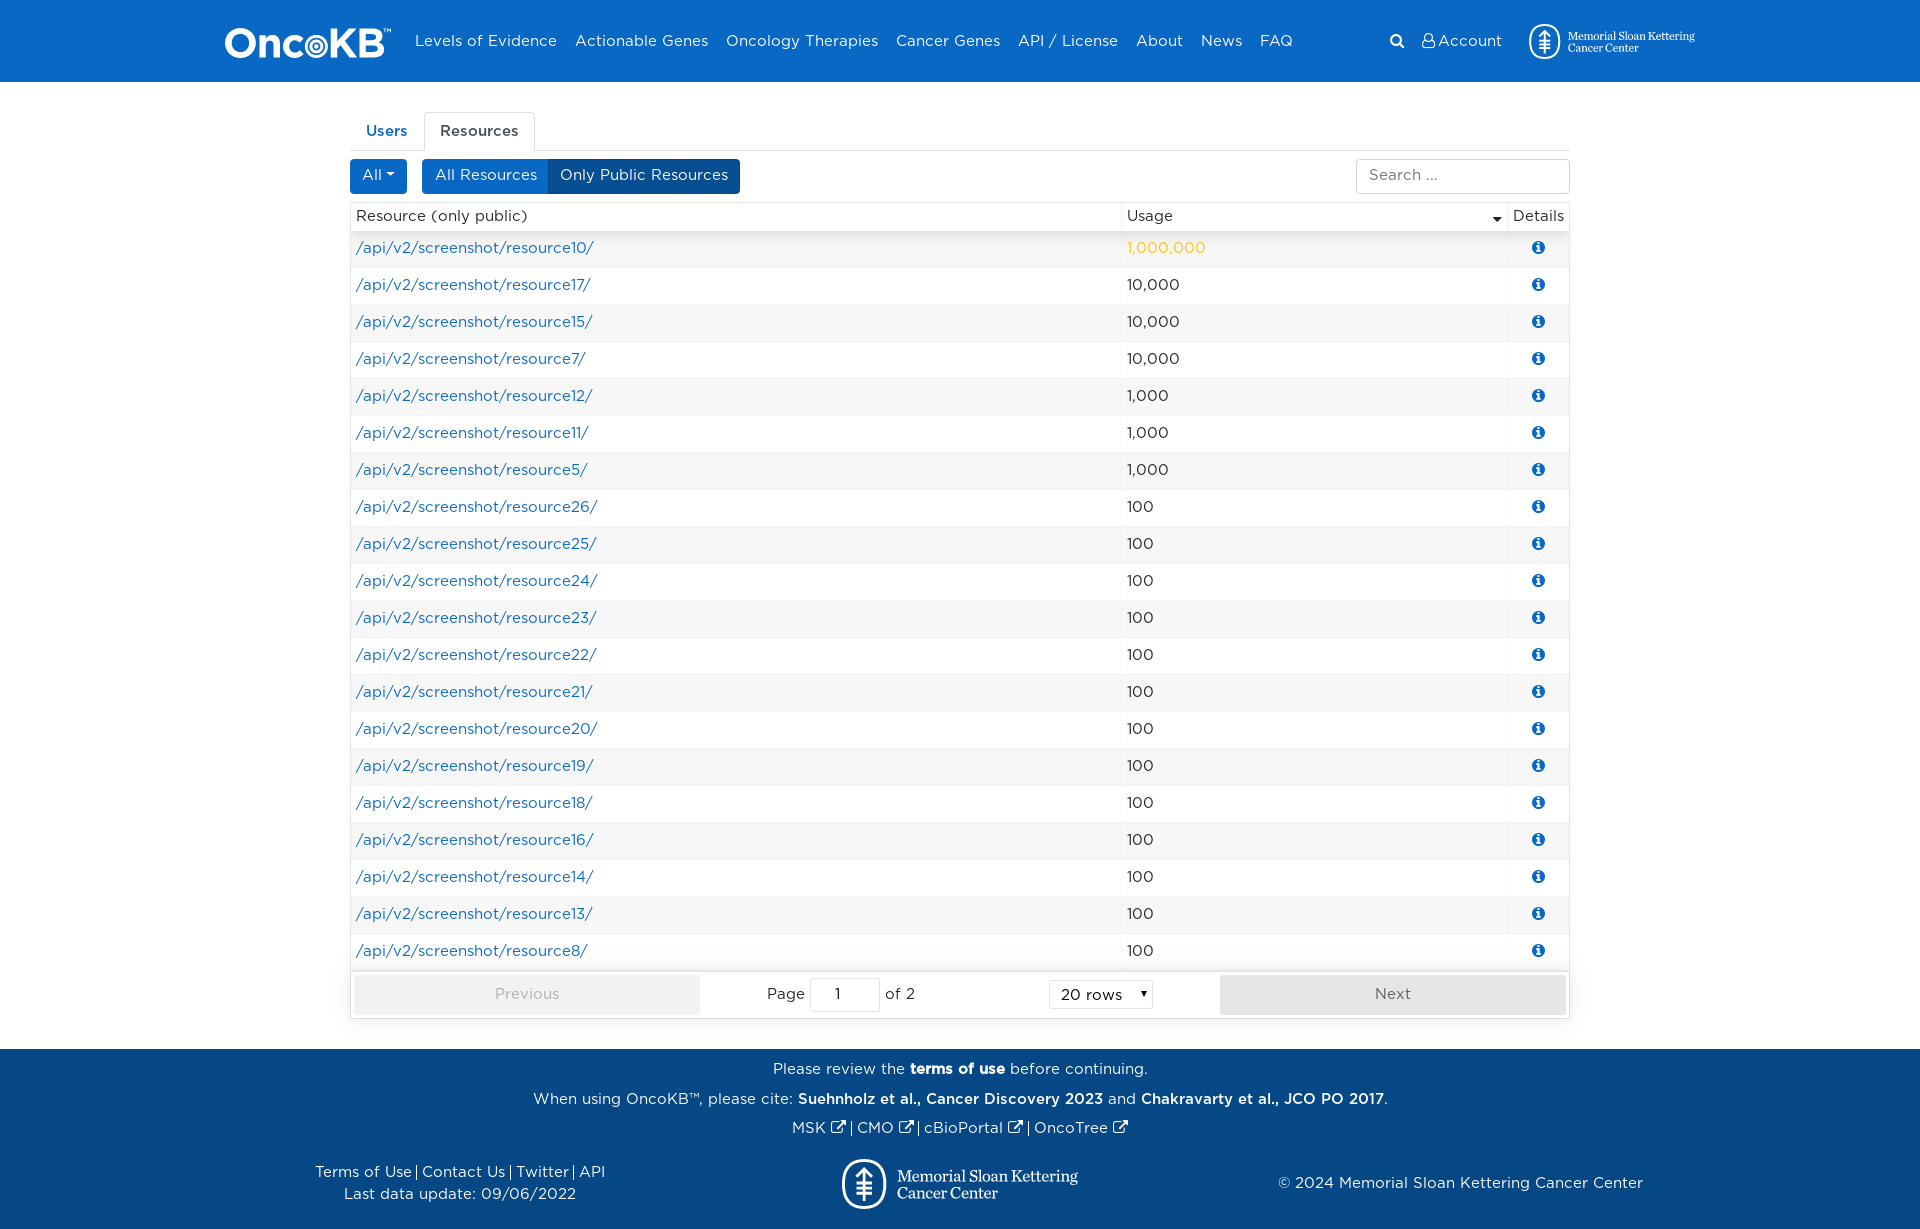 OncoKB™ Levels of Evidence Actionable Genes Oncology Therapies Cancer Genes API / License About News FAQ Account Memorial Sloan Kettering
Cancer Center
Users Resources
All All Resources Only Public Resources Search ...
Resource (only public) Usage Details
/api/v2/screenshot/resource10/ 1,000,000
/api/v2/screenshot/resource17/ 10,000
/api/v2/screenshot/resource15/ 10,000
/api/v2/screenshot/resource7/ 10,000
/api/v2/screenshot/resource12/ 1,000
/api/v2/screenshot/resource11/ 1,000
/api/v2/screenshot/resource5/ 1,000
/api/v2/screenshot/resource26/ 100
/api/v2/screenshot/resource25/ 100
/api/v2/screenshot/resource24/ 100
/api/v2/screenshot/resource23/ 100
/api/v2/screenshot/resource22/ 100
/api/v2/screenshot/resource21/ 100
/api/v2/screenshot/resource20/ 100
/api/v2/screenshot/resource19/ 100
/api/v2/screenshot/resource18/ 100
/api/v2/screenshot/resource16/ 100
/api/v2/screenshot/resource14/ 100
/api/v2/screenshot/resource13/ 100
/api/v2/screenshot/resource8/ 100
Previous Page 1 of 2 20 rows Next
Please review the terms of use before continuing.
When using OncoKB™, please cite: Suehnholz et al., Cancer Discovery 2023 and Chakravarty et al., JCO PO 2017.
MSK | CMO | cBioPortal | OncoTree
Terms of Use | Contact Us | Twitter | API
Last data update: 09/06/2022
Memorial Sloan Kettering
Cancer Center
© 2024 Memorial Sloan Kettering Cancer Center